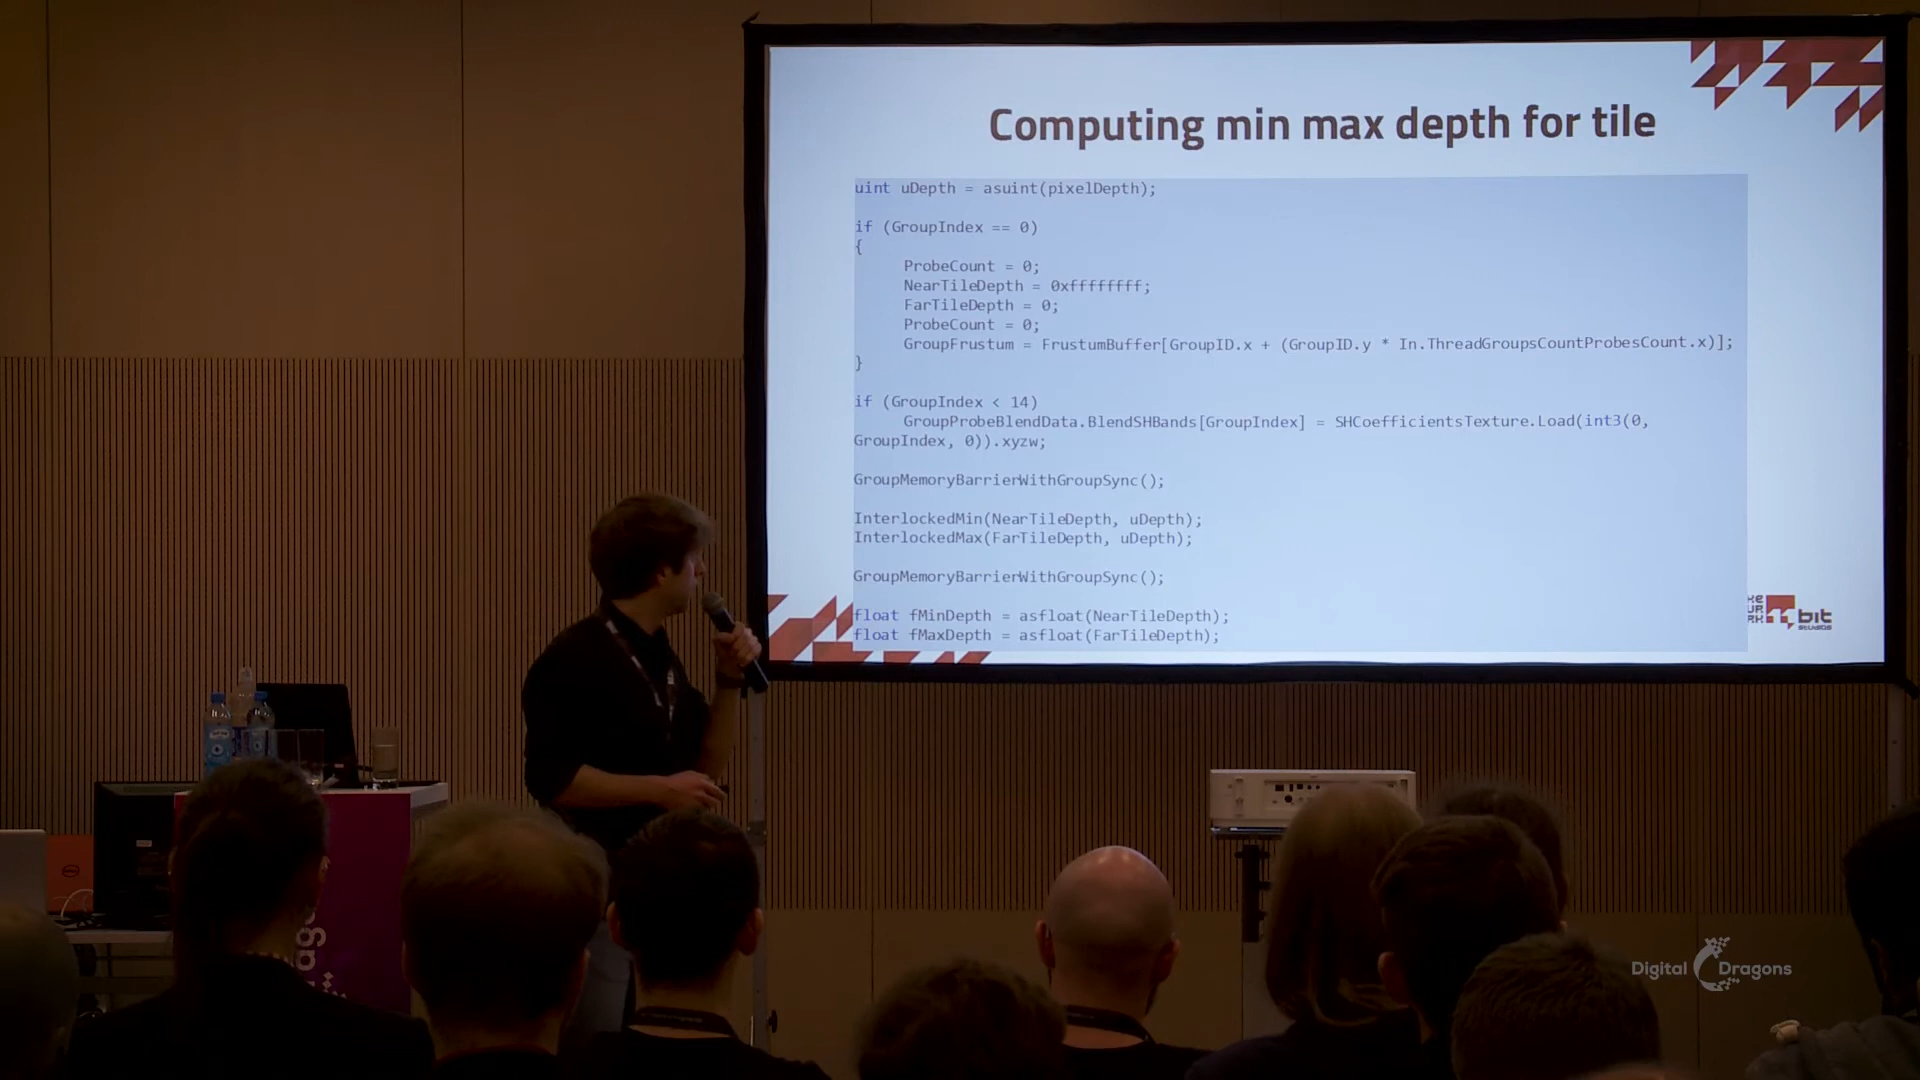 Computing min max depth for tile
uint uDepth = asuint(pixelDepth);
if (GroupIndex == 0)
{
ProbeCount = 0;
NearTileDepth = 0xffffffff;
FarTileDepth = 0;
ProbeCount = 0;
GroupFrustum = FrustumBuffer[GroupID.x + (GroupID.y * In.ThreadGroupsCountProbesCount.x)];
}
if (GroupIndex < 14)
GroupProbeBlendData.BlendSHBands[GroupIndex] = SHCoefficientsTexture.Load(int3(0,
GroupIndex, 0)).xyzw;
GroupMemoryBarrierWithGroupSync();
InterlockedMin(NearTileDepth, uDepth);
InterlockedMax(FarTileDepth, uDepth);
GroupMemoryBarrierWithGroupSync();
float fMinDepth = asfloat(NearTileDepth);
float fMaxDepth = asfloat(FarTileDepth);
11 bit
STUDIOS
Digital Dragons